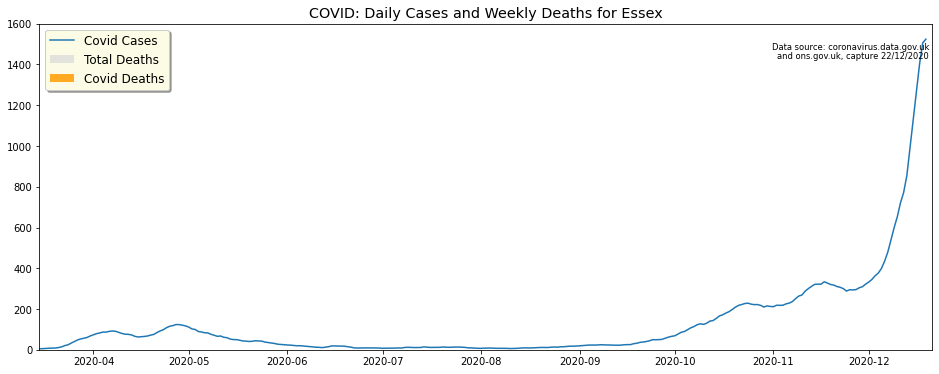 COVID: Daily Cases and Weekly Deaths for Essex
1600
1400
1200
1000
800
600
400
200
0
Covid Cases
Total Deaths
Covid Deaths
Data source: coronavirus.data.gov.uk
and ons.gov.uk, capture 22/12/2020
2020-04 2020-05 2020-06 2020-07 2020-08 2020-09 2020-10 2020-11 2020-12